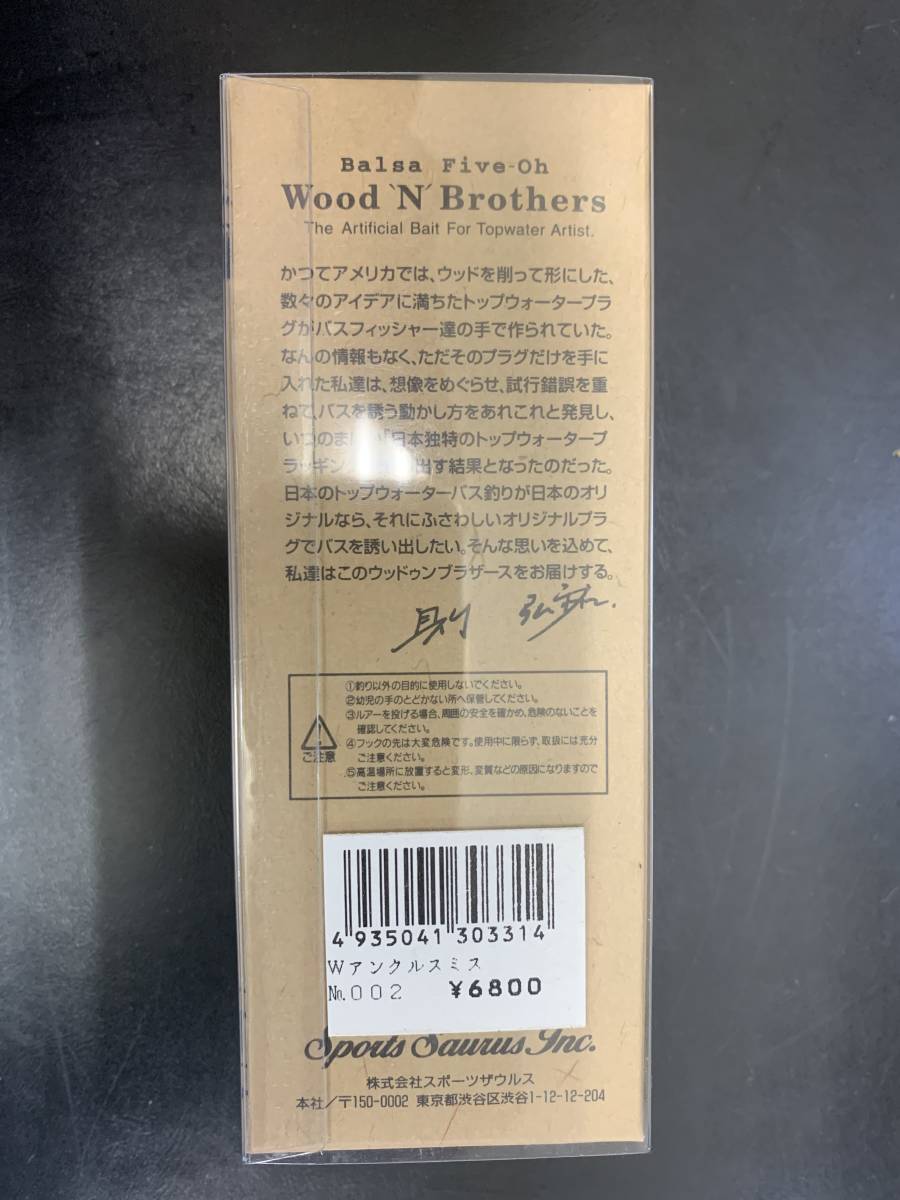 Balsa Five-Oh
Wood 'N' Brothers
The Artificial Bait For Topwater Artist.
かつてアメリカでは、ウッドを削って形にした、
数々のアイデアに満ちたトップウォータープラ
グがバスフィッシャー達の手で作られていた。
なんの情報もなく、ただそのプラグだけを手に
入れた私達は、想像をめぐらせ、試行錯誤を重
ねて、バスを誘う動かし方をあれこれと発見し、
いつのま「日本独特のトップウォータープ
ラッギン出す結果となったのだった。
日本のトップウォーターバス釣りが日本のオリ
ジナルなら、それにふさわしいオリジナルプラ
グでバスを誘い出したい。そんな思いを込めて、
私達はこのウッドゥンブラザースをお届けする。
則 弘祐
ご注意
①釣り以外の目的に使用しないでください。
②幼児の手のとどかない所へ保管してください。
③ルアーを投げる場合、周囲の安全を確かめ、危険のないことを
確認してください。
④フックの先は大変危険です。使用中に限らず、取扱には充分
ご注意ください。
⑤高温場所に放置すると変形、変質などの原因になりますので
ご注意ください。
4 935041 303314
Wアンクルスミス
№.002 ¥6800
Sports Saurus Inc.
株式会社スポーツザウルス
本社/〒150-0002 東京都渋谷区渋谷1-12-12-204